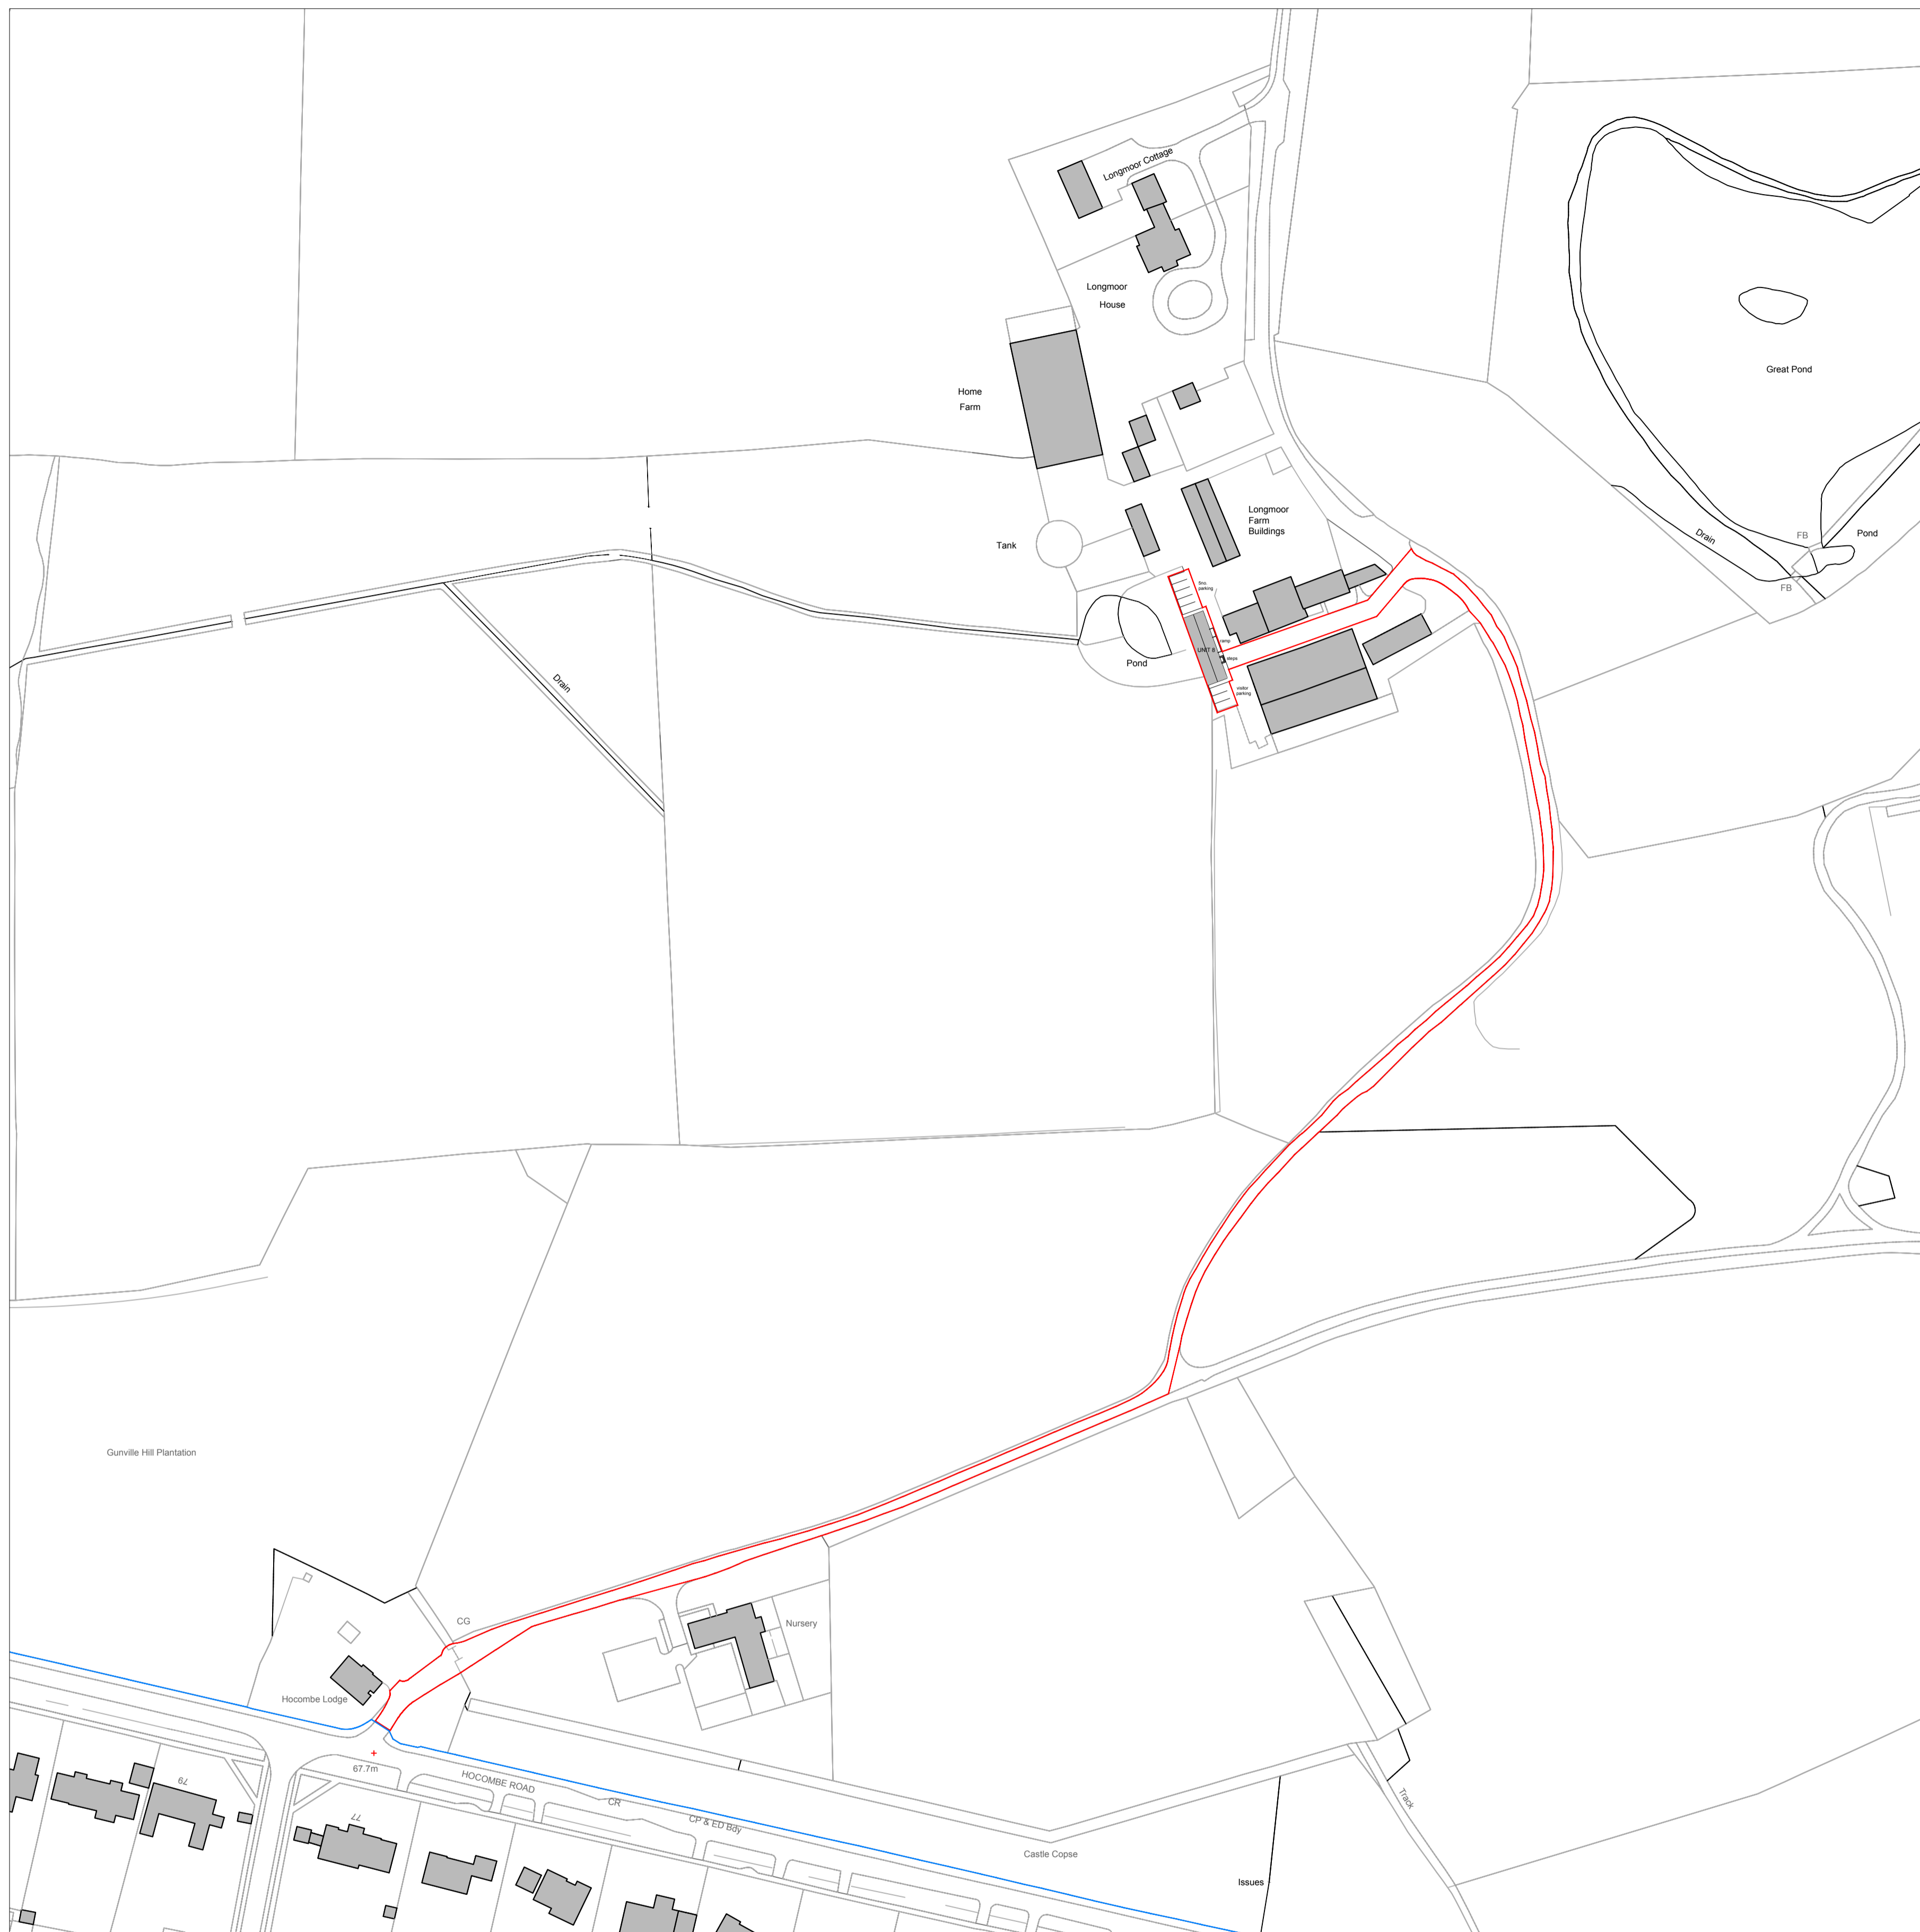 Longmoor Cottage
Longmoor
House
Great Pond
Home
Farm
Longmoor
Farm
Buildings
Tank
Drain
FB
Pond
FB
5no.
parking
ramp
UNIT 8
steps
Pond
visitor
parking
Drain
Gunville Hill Plantation
CG
Nursery
Hocombe Lodge
67.7m
HOCOMBE ROAD
CR
CP & ED Bdy
79
77
Track
Castle Copse
Issues